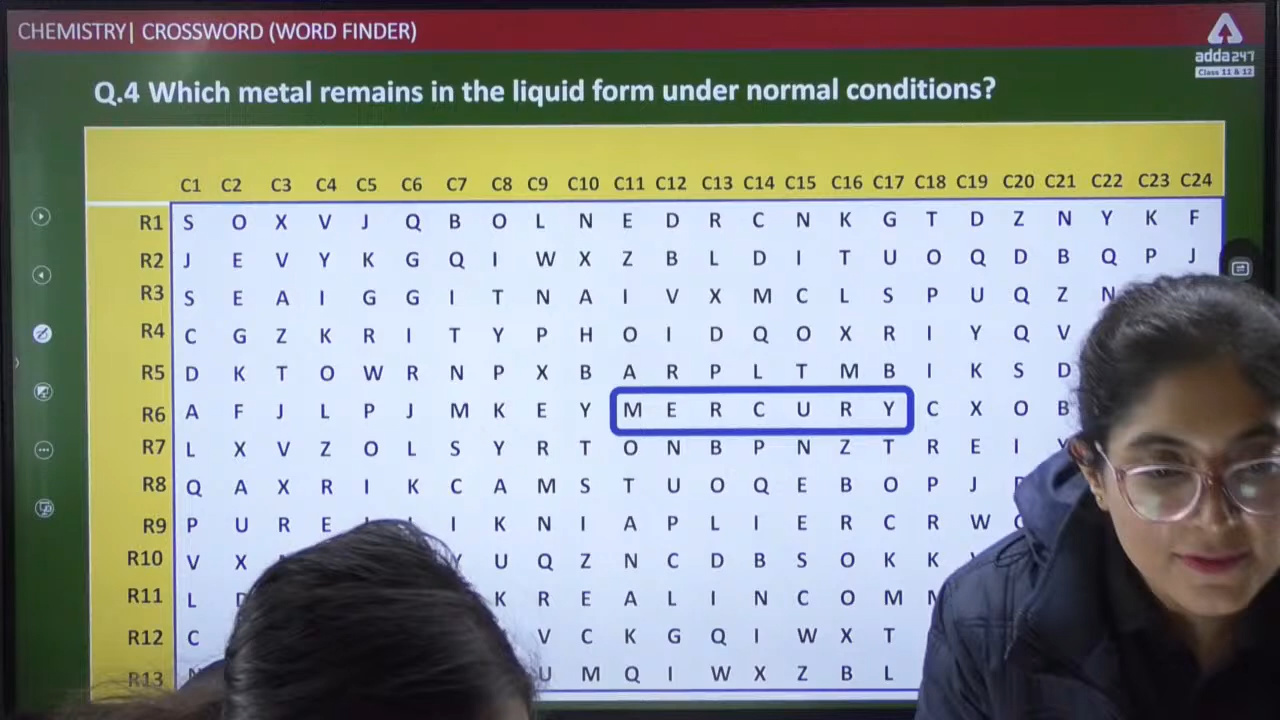 CHEMISTRY| CROSSWORD (WORD FINDER)
adda247
Class 11 & 12
Q.4 Which metal remains in the liquid form under normal conditions?
C1 C2 C3 C4 C5 C6 C7 C8 C9 C10 C11 C12 C13 C14 C15 C16 C17 C18 C19 C20 C21 C22 C23 C24
R1 S O X V J Q B O L N E D R C N K G T D Z N Y K F
R2 J E V Y K G Q I W X Z B L D I T U O Q D B Q P J
R3 S E A I G G I T N A I V X M C L S P U Q Z N
R4 C G Z K R I T Y P H O I D Q O X R I Y Q V
R5 D K T O W R N P X B A R P L T M B I K S D
R6 A F J L P J M K E Y M E R C U R Y C X O B
R7 L X V Z O L S Y R T O N B P N Z T R E I
R8 Q A X R I K C A M S T U O Q E B O P J
R9 P U R E I K N I A P L I E R C R W
R10 V X Y U Q Z N C D B S O K K
R11 L K R E A L I N C O M
R12 C V C K G Q I W X T
R13 U M Q I W X Z B L